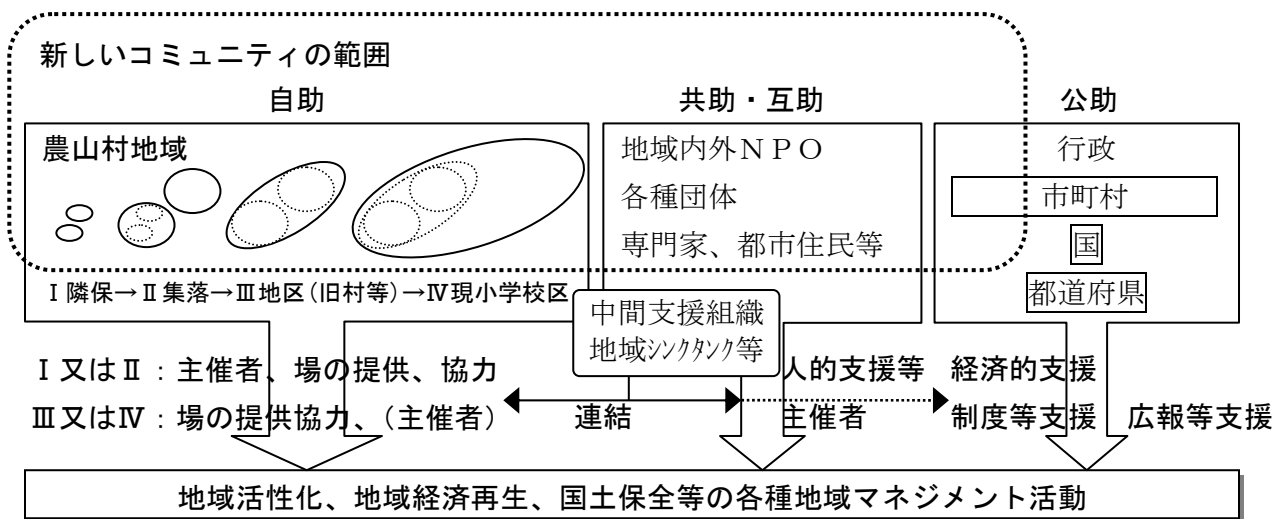 新しいコミュニティの範囲
自助
共助・互助
公助
農山村地域
地域内外NPO
各種団体
専門家、都市住民等
行政
市町村
国
都道府県
Ⅰ隣保→Ⅱ集落→Ⅲ地区(旧村等)→Ⅳ現小学校区
中間支援組織
地域ｼﾝｸﾀﾝｸ等
Ⅰ又はⅡ：主催者、場の提供、協力
Ⅲ又はⅣ：場の提供協力、(主催者)
連結
人的支援等
主催者
経済的支援
制度等支援
広報等支援
地域活性化、地域経済再生、国土保全等の各種地域マネジメント活動